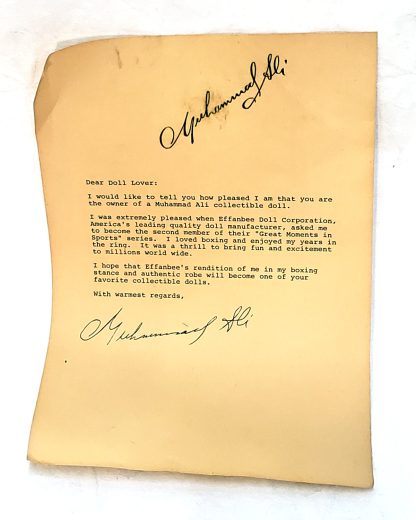 Muhammad Ali
Dear Doll Lover:
I would like to tell you how pleased I am that you are
the owner of a Muhammad Ali collectible doll.
I was extremely pleased when Effanbee Doll Corporation,
America's leading quality doll manufacturer, asked me
to become the second member of their "Great Moments in
Sports" series. I loved boxing and enjoyed my years in
the ring. It was a thrill to bring fun and excitement
to millions world wide.
I hope that Effanbee's rendition of me in my boxing
stance and authentic robe will become one of your
favorite collectible dolls.
With warmest regards,
Muhammad Ali